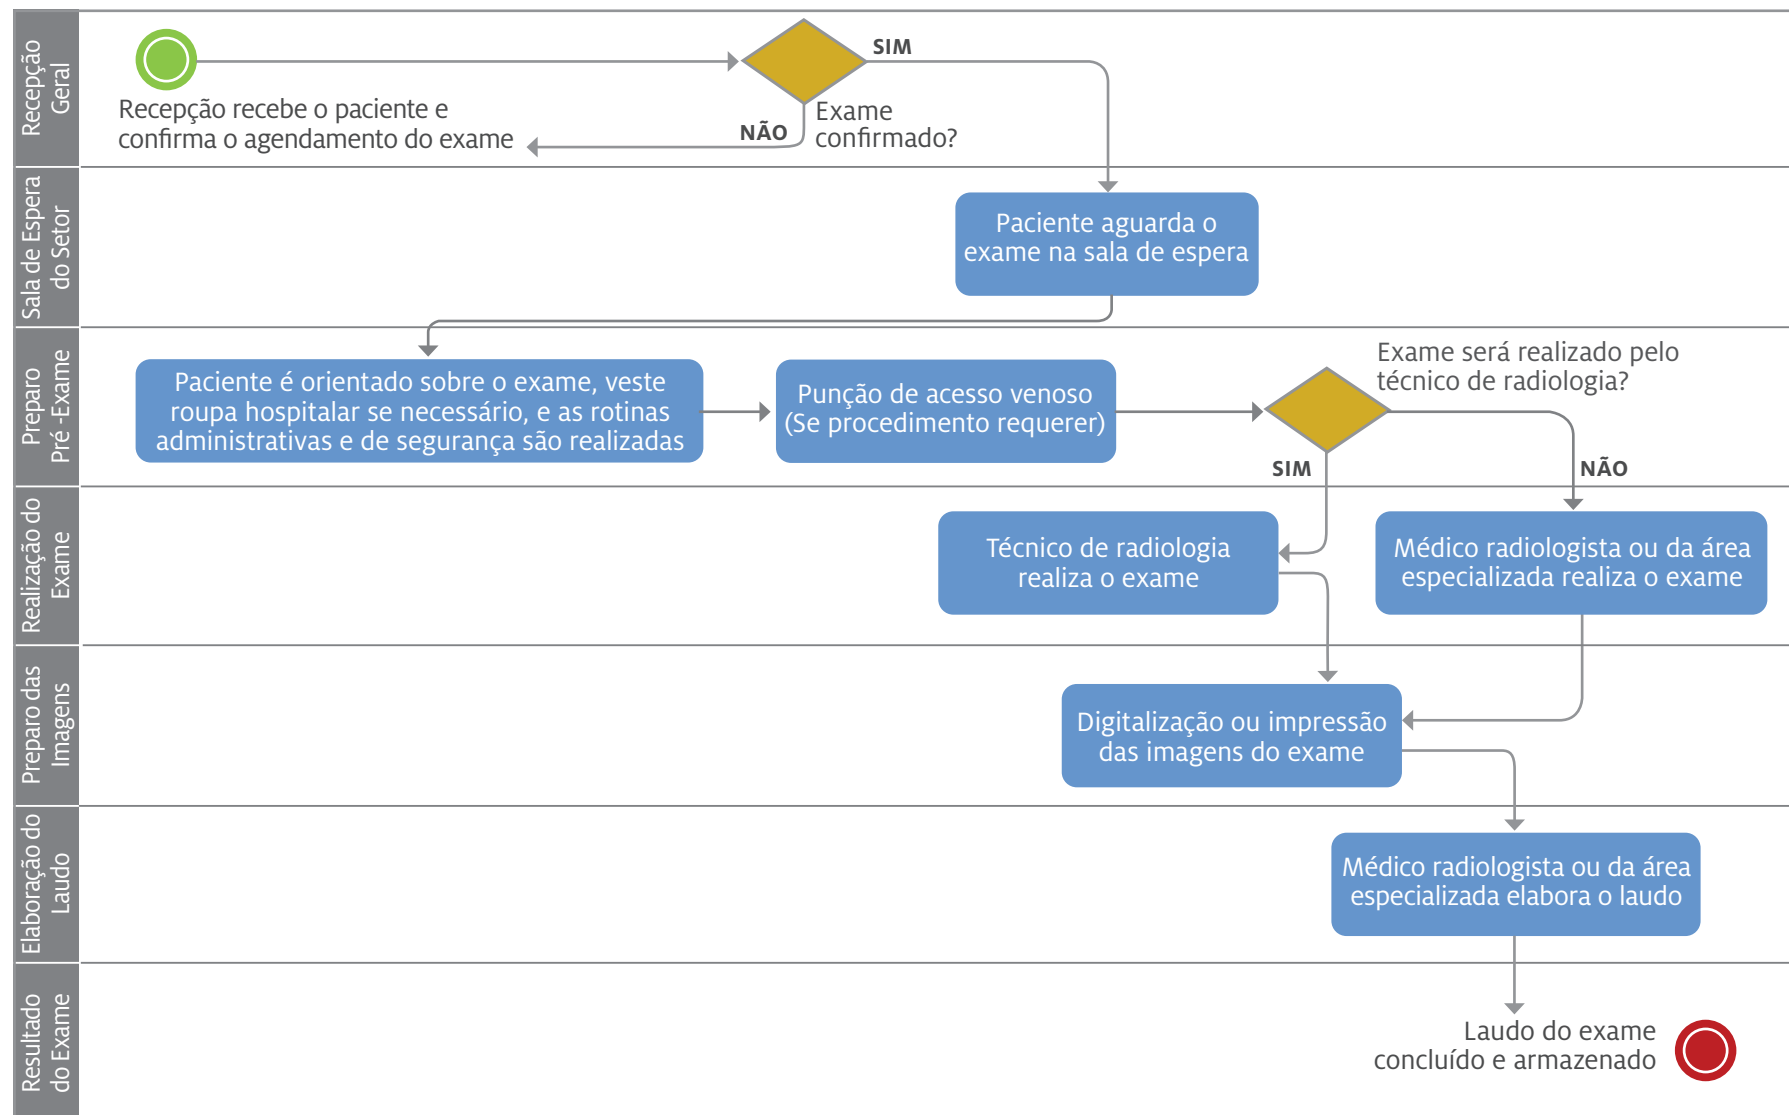 Recepção
Geral
SIM
Recepção recebe o paciente e
confirma o agendamento do exame
NÃO
Exame
confirmado?
Sala de Espera
do Setor
Paciente aguarda o
exame na sala de espera
Preparo
Pré -Exame
Paciente é orientado sobre o exame, veste
roupa hospitalar se necessário, e as rotinas
administrativas e de segurança são realizadas
Punção de acesso venoso
(Se procedimento requerer)
Exame será realizado pelo
técnico de radiologia?
SIM
NÃO
Realização do
Exame
Técnico de radiologia
realiza o exame
Médico radiologista ou da área
especializada realiza o exame
Preparo das
Imagens
Digitalização ou impressão
das imagens do exame
Elaboração do
Laudo
Médico radiologista ou da área
especializada elabora o laudo
Resultado
do Exame
Laudo do exame
concluído e armazenado